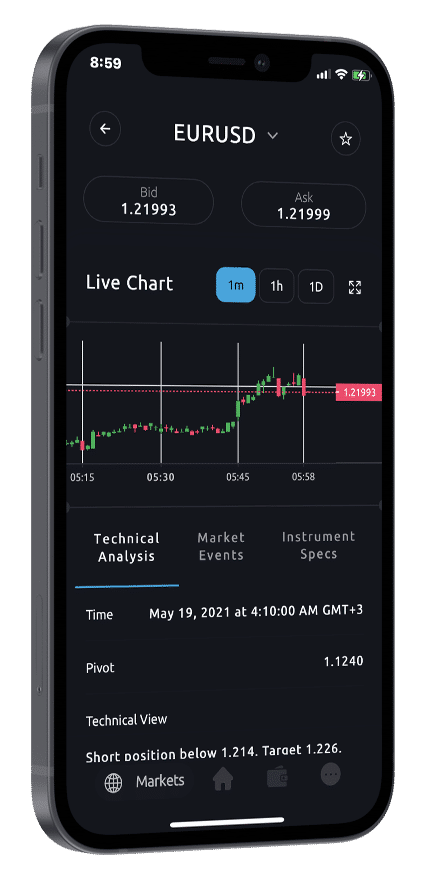 8:59
EURUSD
Bid
1.21993
Ask
1.21999
Live Chart
1m
1h
1D
1.21993
05:15
05:30
05:45
05:58
Technical
Analysis
Market
Events
Instrument
Specs
Time
May 19, 2021 at 4:10:00 AM GMT+3
Pivot
1.1240
Technical View
Short position below 1.214. Target 1.226.
Markets